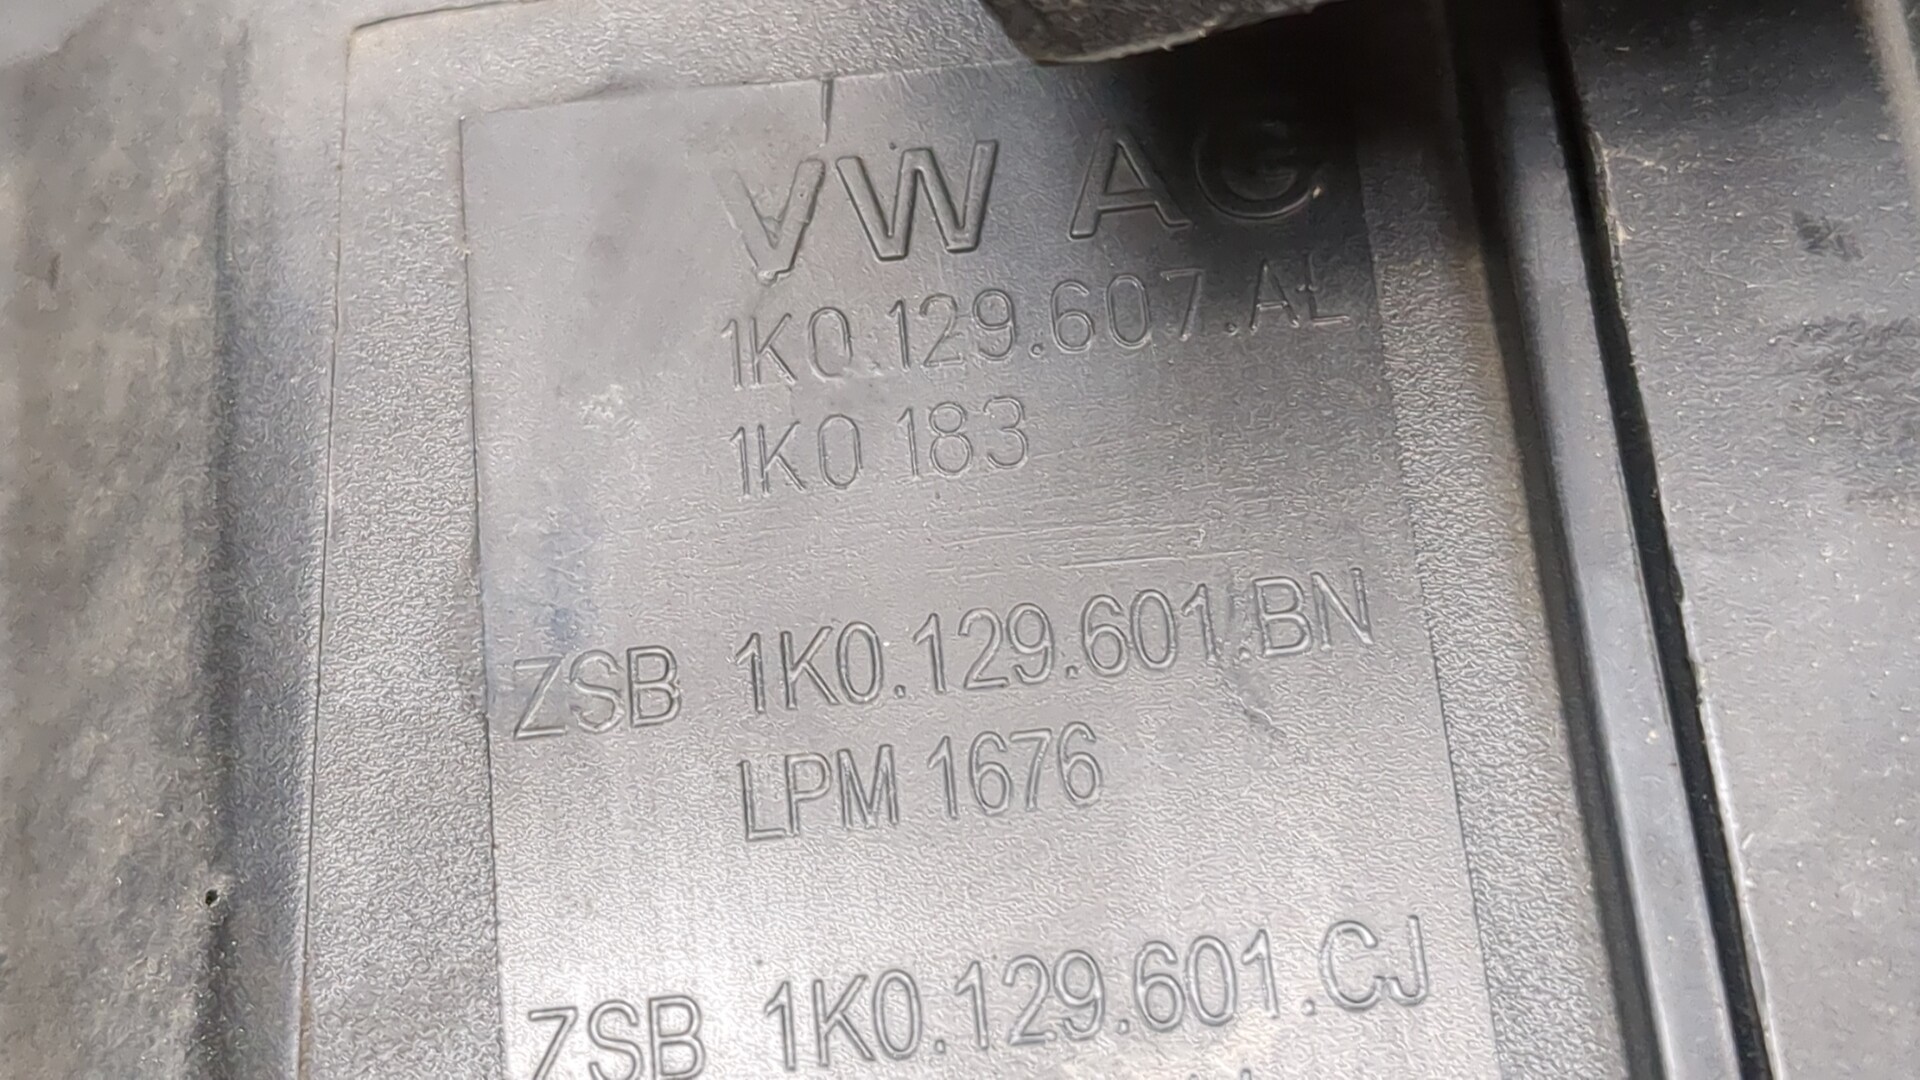 VW AG
1K0.129.607.AL
1K0 183
ZSB 1K0.129.601.BN
LPM 1676
ZSB 1K0.129.601.CJ